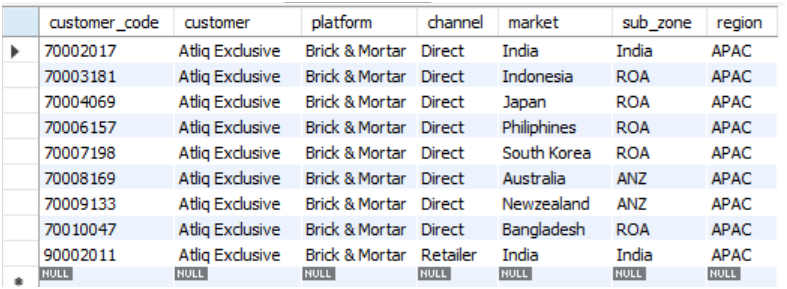 customer_code customer platform channel market sub_zone region
70002017 Atliq Exclusive Brick & Mortar Direct India India APAC
70003181 Atliq Exclusive Brick & Mortar Direct Indonesia ROA APAC
70004069 Atliq Exclusive Brick & Mortar Direct Japan ROA APAC
70006157 Atliq Exclusive Brick & Mortar Direct Philiphines ROA APAC
70007198 Atliq Exclusive Brick & Mortar Direct South Korea ROA APAC
70008169 Atliq Exclusive Brick & Mortar Direct Australia ANZ APAC
70009133 Atliq Exclusive Brick & Mortar Direct Newzealand ANZ APAC
70010047 Atliq Exclusive Brick & Mortar Direct Bangladesh ROA APAC
90002011 Atliq Exclusive Brick & Mortar Retailer India India APAC
NULL NULL NULL NULL NULL NULL NULL